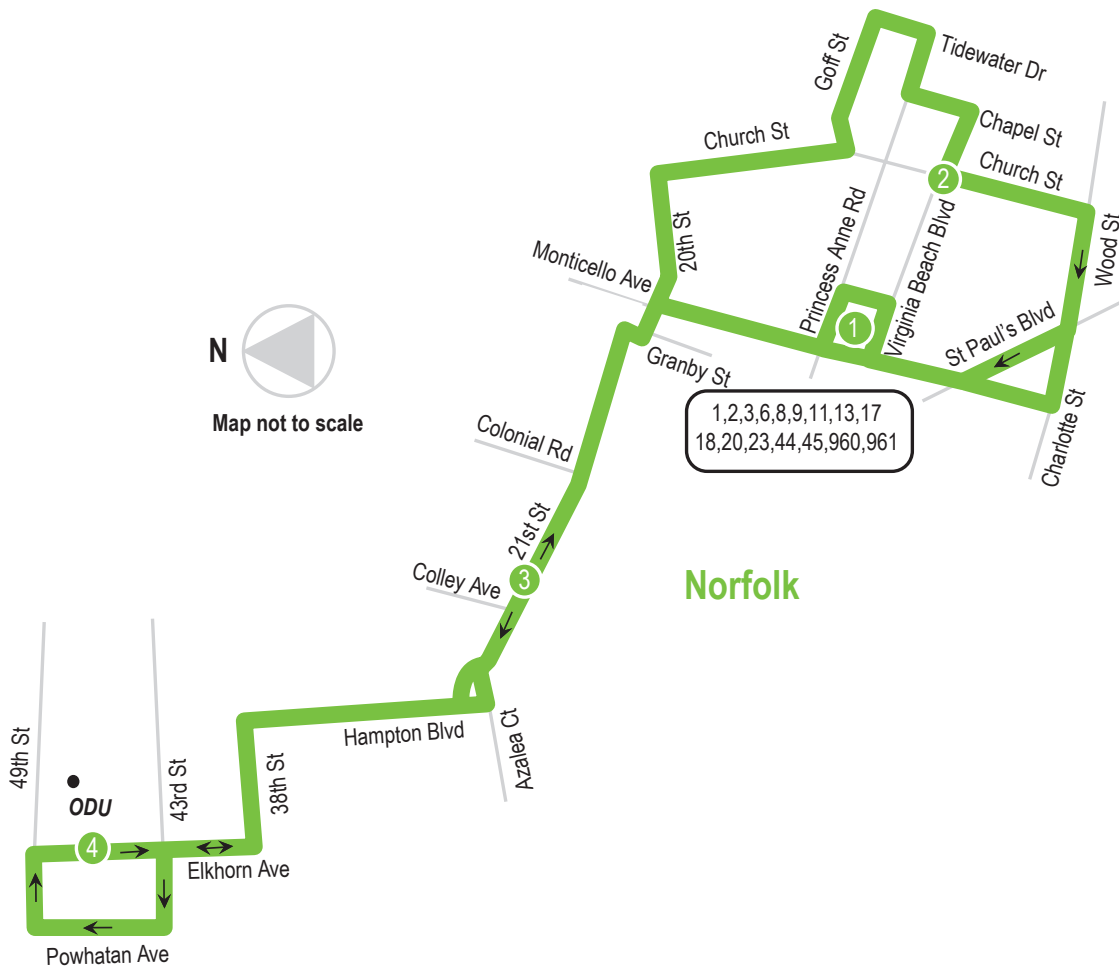 Goff St
Tidewater Dr
Chapel St
Church St
Church St
2
Wood St
20th St
Princess Anne Rd
Virginia Beach Blvd
Monticello Ave
1
St Paul's Blvd
N
Granby St
Map not to scale
1,2,3,6,8,9,11,13,17
18,20,23,44,45,960,961
Charlotte St
Colonial Rd
21st St
Colley Ave
3
Norfolk
Hampton Blvd
Azalea Ct
49th St
43rd St
38th St
ODU
4
Elkhorn Ave
Powhatan Ave